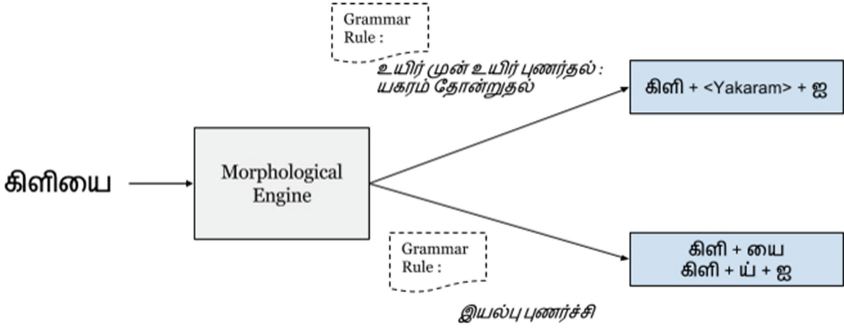 Grammar
Rule :
உயிர் முன் உயிர் புணர்தல் :
யகரம் தோன்றுதல்
கிளி + <Yakaram> + ஐ
கிளியை
Morphological
Engine
Grammar
Rule :
கிளி + யை
கிளி + ய் + ஐ
இயல்பு புணர்ச்சி